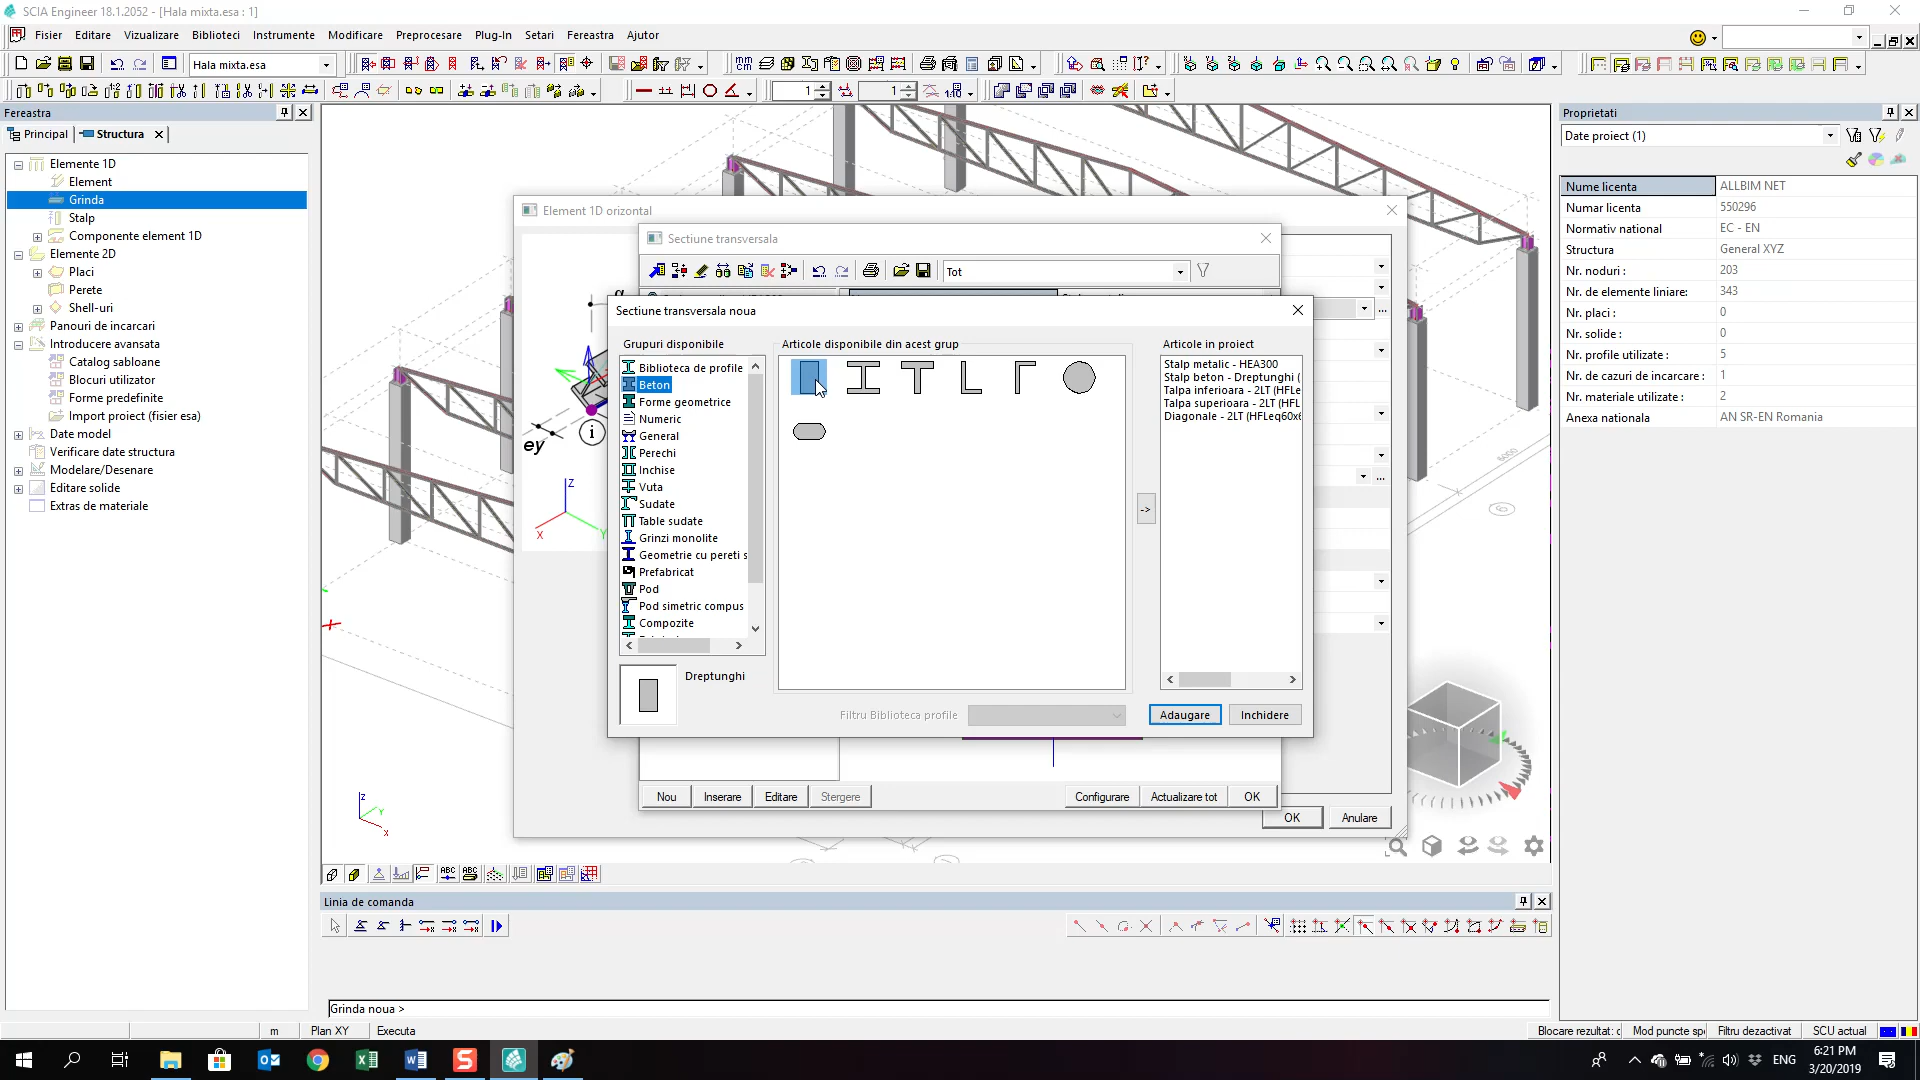 SCIA Engineer 18.1.2052 - [Hala mixta.esa : 1]
Fisier Editare Vizualizare Biblioteci Instrumente Modificare Preprocesare Plug-In Setari Fereastra Ajutor
Hala mixta.esa
1 1
Fereastra
Principal Structura
Elemente 1D
Element
Grinda
Stalp
Componente element 1D
Elemente 2D
Placi
Perete
Shell-uri
Panouri de incarcari
Introducere avansata
Catalog sabloane
Blocuri utilizator
Forme predefinite
Import proiect (fisier esa)
Date model
Verificare date structura
Modelare/Desenare
Editare solide
Extras de materiale
Element 1D orizontal
Sectiune transversala
Tot
Sectiune transversala noua
Grupuri disponibile
Biblioteca de profile
Beton
Forme geometrice
Numeric
General
Perechi
Inchise
Vuta
Sudate
Table sudate
Grinzi monolite
Geometrie cu pereti s
Prefabricat
Pod
Pod simetric compus
Compozite
Dreptunghi
Articole disponibile din acest grup
Filtru Biblioteca profile
->
Articole in proiect
Stalp metalic - HEA300
Stalp beton - Dreptunghi (
Talpa inferioara - 2LT (HFLe
Talpa superioara - 2LT (HFL
Diagonale - 2LT (HFLeq60x6
Adaugare Inchidere
Nou Inserare Editare Stergere Configurare Actualizare tot OK
OK Anulare
ey
Z
X
Y
6000
6
Z
Y
X
Proprietati
Date proiect (1)
Nume licenta ALLBIM NET
Numar licenta 550296
Normativ national EC - EN
Structura General XYZ
Nr. noduri : 203
Nr. de elemente liniare: 343
Nr. placi : 0
Nr. solide : 0
Nr. profile utilizate : 5
Nr. de cazuri de incarcare : 1
Nr. materiale utilizate : 2
Anexa nationala AN SR-EN Romania
ABC ABC
Linia de comanda
Grinda noua >
m Plan XY Executa
Blocare rezultat: c Mod puncte spe Filtru dezactivat SCU actual
ENG
6:21 PM
3/20/2019